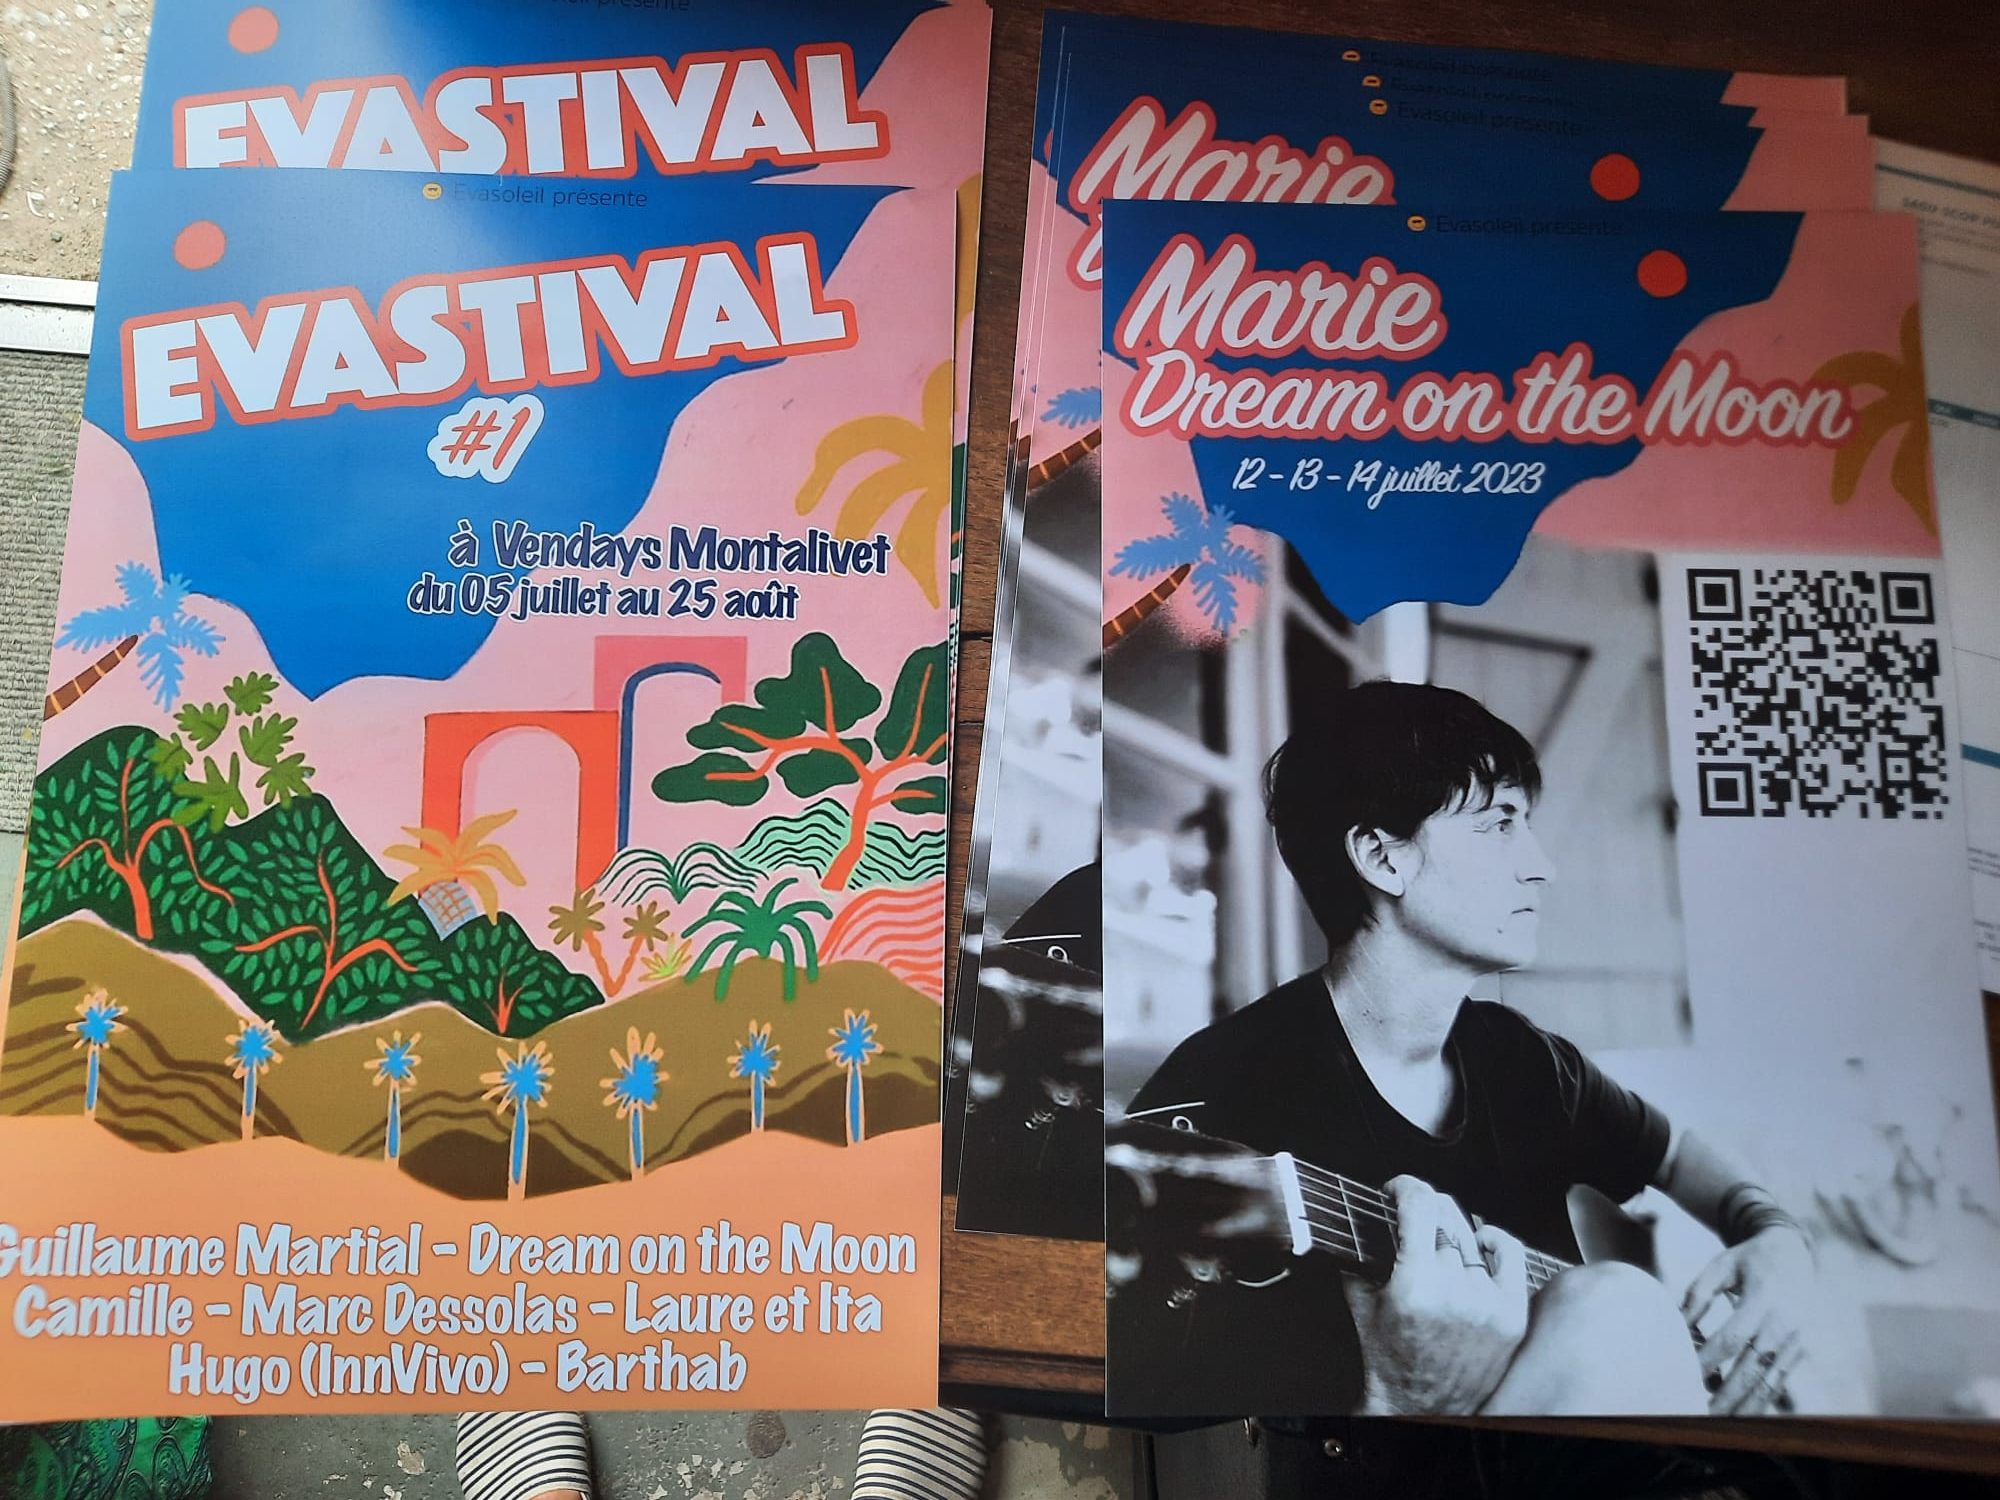 EVASTIVAL
Evasoleil présente
EVASTIVAL
#1
à Vendays Montalivet
du 05 juillet au 25 août
Guillaume Martial - Dream on the Moon
Camille - Marc Dessolas - Laure et Ita
Hugo (InnVivo) - Barthab
Evasoleil présente
Marie
Evasoleil présente
Marie
Dream on the Moon
12 - 13 - 14 juillet 2023